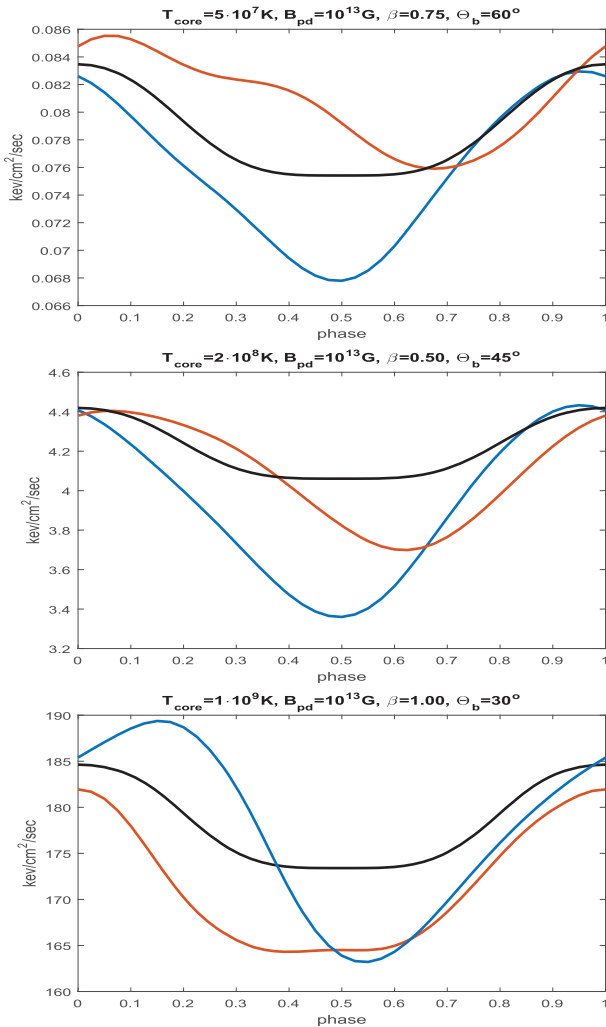 T_core=5·10^7K, B_pd=10^13G, β=0.75, Θ_b=60°
0.086
0.084
0.082
0.08
0.078
0.076
0.074
0.072
0.07
0.068
0.066
kev/cm²/sec
0 0.1 0.2 0.3 0.4 0.5 0.6 0.7 0.8 0.9 1
phase
T_core=2·10^8K, B_pd=10^13G, β=0.50, Θ_b=45°
4.6
4.4
4.2
4
3.8
3.6
3.4
3.2
kev/cm²/sec
0 0.1 0.2 0.3 0.4 0.5 0.6 0.7 0.8 0.9 1
phase
T_core=1·10^9K, B_pd=10^13G, β=1.00, Θ_b=30°
190
185
180
175
170
165
160
kev/cm²/sec
0 0.1 0.2 0.3 0.4 0.5 0.6 0.7 0.8 0.9 1
phase